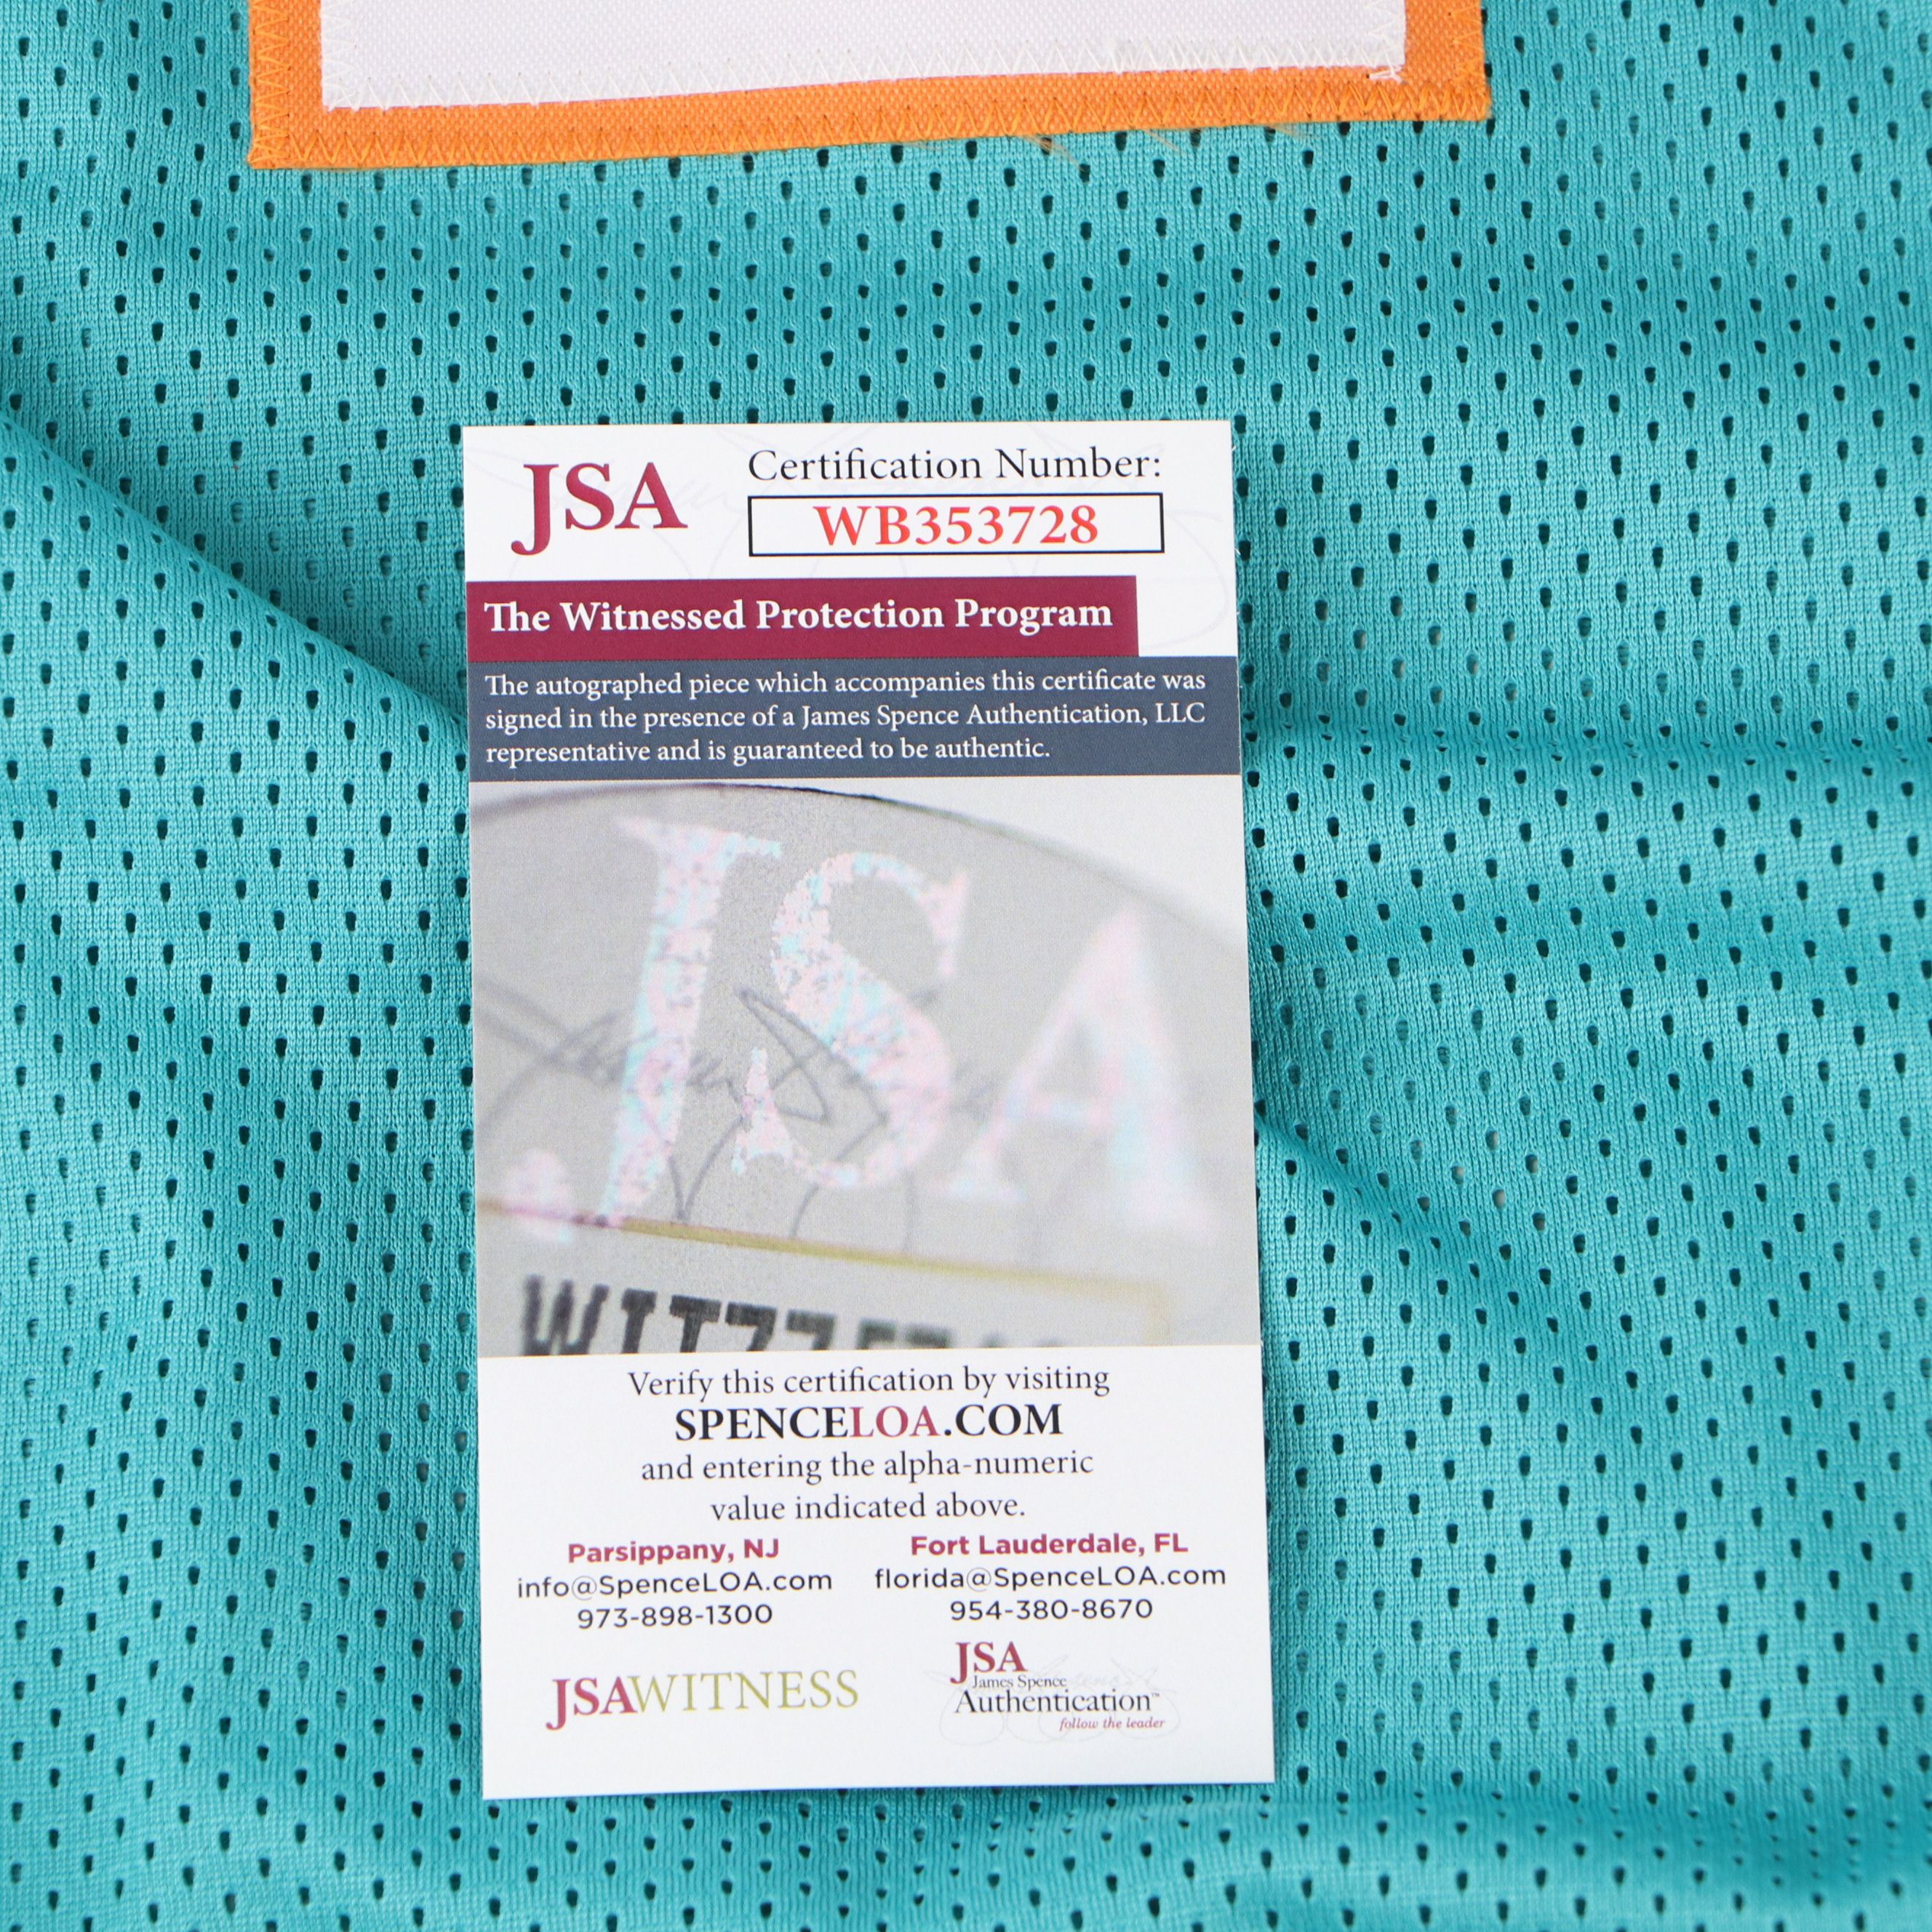 JSA
Certification Number:
WB353728
The Witnessed Protection Program
The autographed piece which accompanies this certificate was
signed in the presence of a James Spence Authentication, LLC
representative and is guaranteed to be authentic.
JSA
Verify this certification by visiting
SPENCELOA.COM
and entering the alpha-numeric
value indicated above.
Parsippany, NJ
info@SpenceLOA.com
973-898-1300
Fort Lauderdale, FL
florida@SpenceLOA.com
954-380-8670
JSAWITNESS
JSA
James Spence
Authentication™
follow the leader